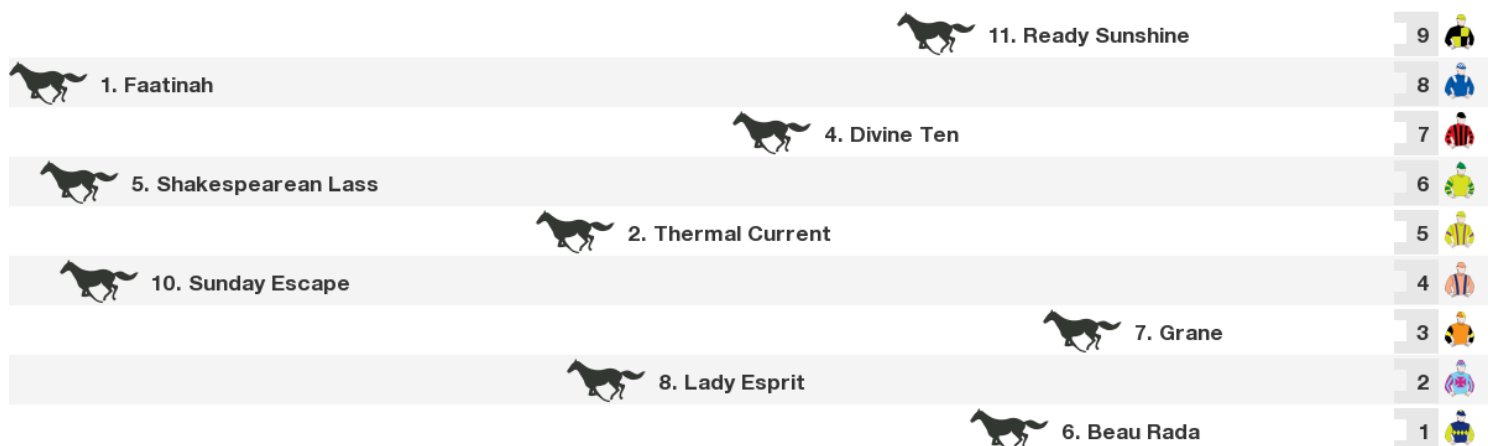 11. Ready Sunshine 9
1. Faatinah 8
4. Divine Ten 7
5. Shakespearean Lass 6
2. Thermal Current 5
10. Sunday Escape 4
7. Grane 3
8. Lady Esprit 2
6. Beau Rada 1